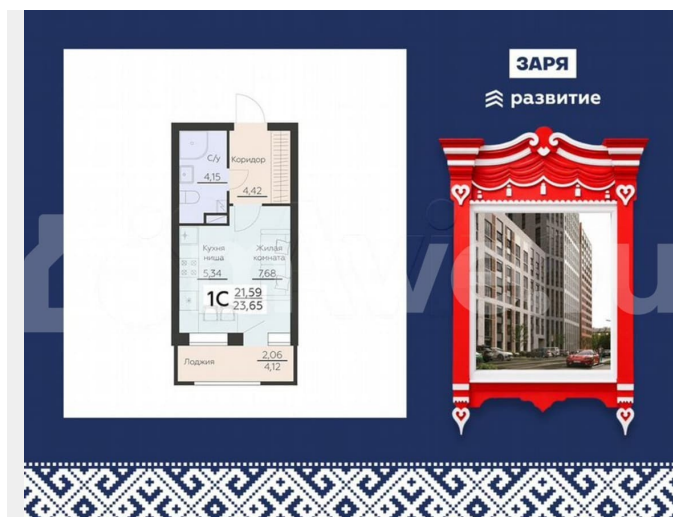 ЗАРЯ
развитие
С/у
4,15
Коридор
4,42
Кухня
ниша
5,34
Жилая
комната
7,68
1С
21,59
23,65
Лоджия
2,06
4,12